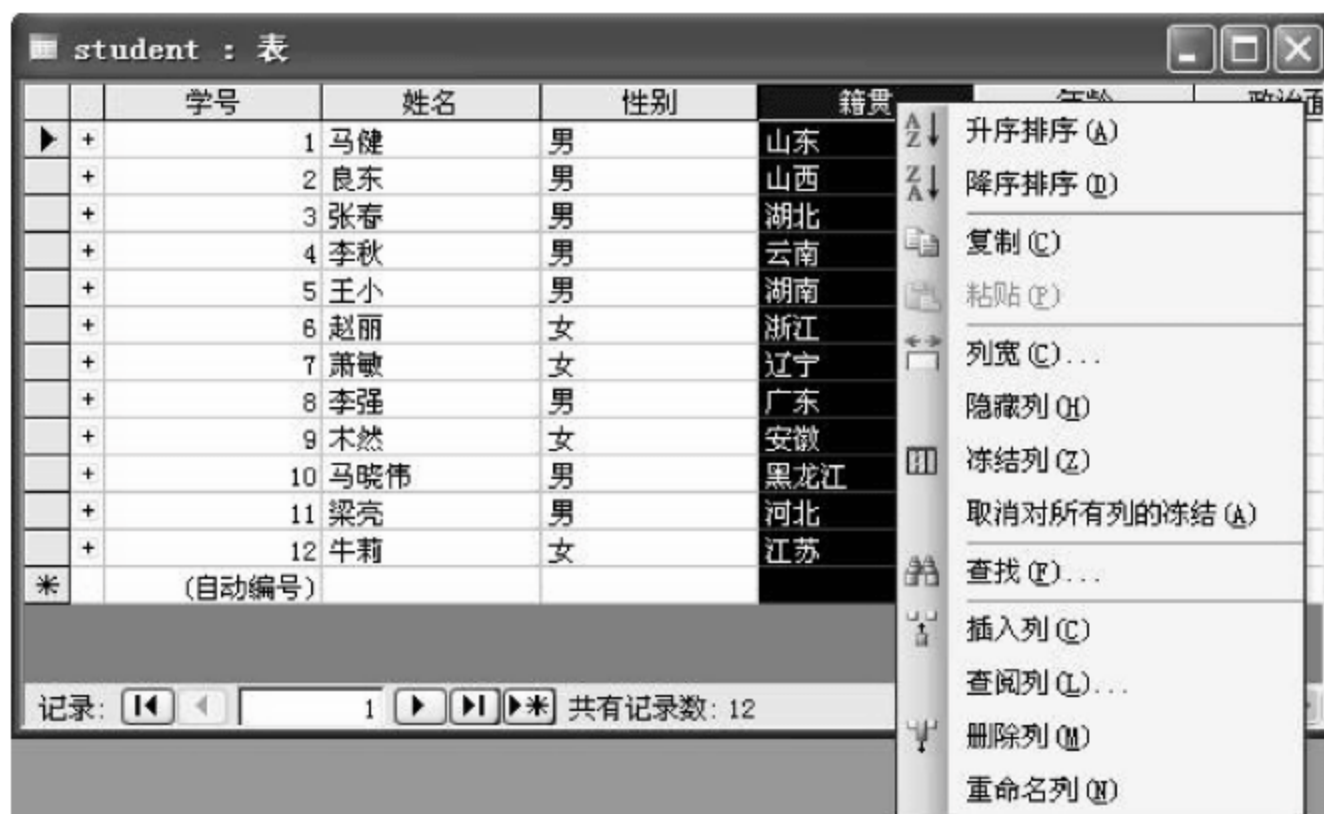 student : 表
学号 姓名 性别 籍贯 年龄 政治面
+ 1 马健 男 山东
+ 2 良东 男 山西
+ 3 张春 男 湖北
+ 4 李秋 男 云南
+ 5 王小 男 湖南
+ 6 赵丽 女 浙江
+ 7 萧敏 女 辽宁
+ 8 李强 男 广东
+ 9 木然 女 安徽
+ 10 马晓伟 男 黑龙江
+ 11 梁亮 男 河北
+ 12 牛莉 女 江苏
(自动编号)
记录: 1 共有记录数: 12
升序排序(A)
降序排序(D)
复制(C)
粘贴(P)
列宽(C)...
隐藏列(H)
冻结列(Z)
取消对所有列的冻结(A)
查找(F)...
插入列(C)
查阅列(L)...
删除列(M)
重命名列(N)